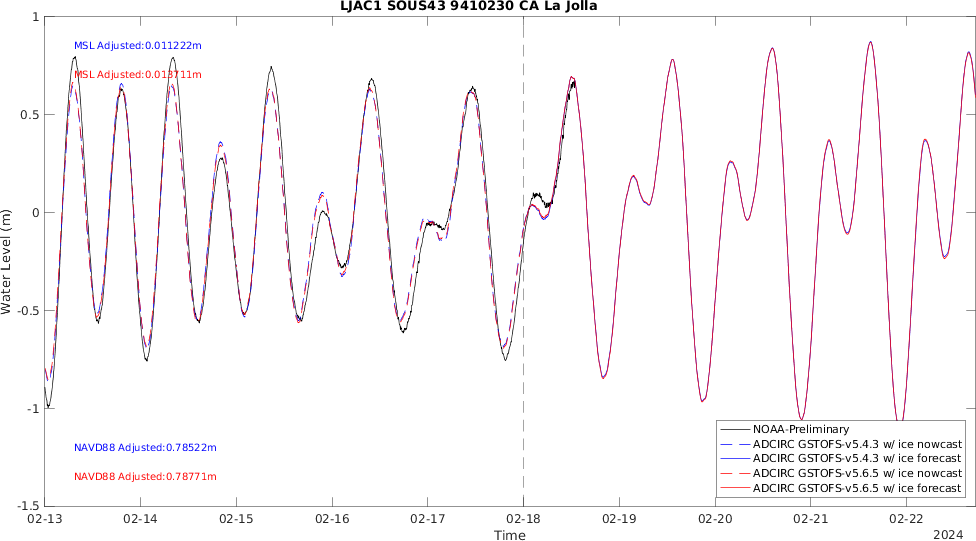 LJAC1 SOUS43 9410230 CA La Jolla
MSL Adjusted:0.011222m
MSL Adjusted:0.013711m
NAVD88 Adjusted:0.78522m
NAVD88 Adjusted:0.78771m
Water Level (m)
1
0.5
0
-0.5
-1
-1.5
NOAA-Preliminary
ADCIRC GSTOFS-v5.4.3 w/ ice nowcast
ADCIRC GSTOFS-v5.4.3 w/ ice forecast
ADCIRC GSTOFS-v5.6.5 w/ ice nowcast
ADCIRC GSTOFS-v5.6.5 w/ ice forecast
02-13 02-14 02-15 02-16 02-17 02-18 02-19 02-20 02-21 02-22
Time
2024